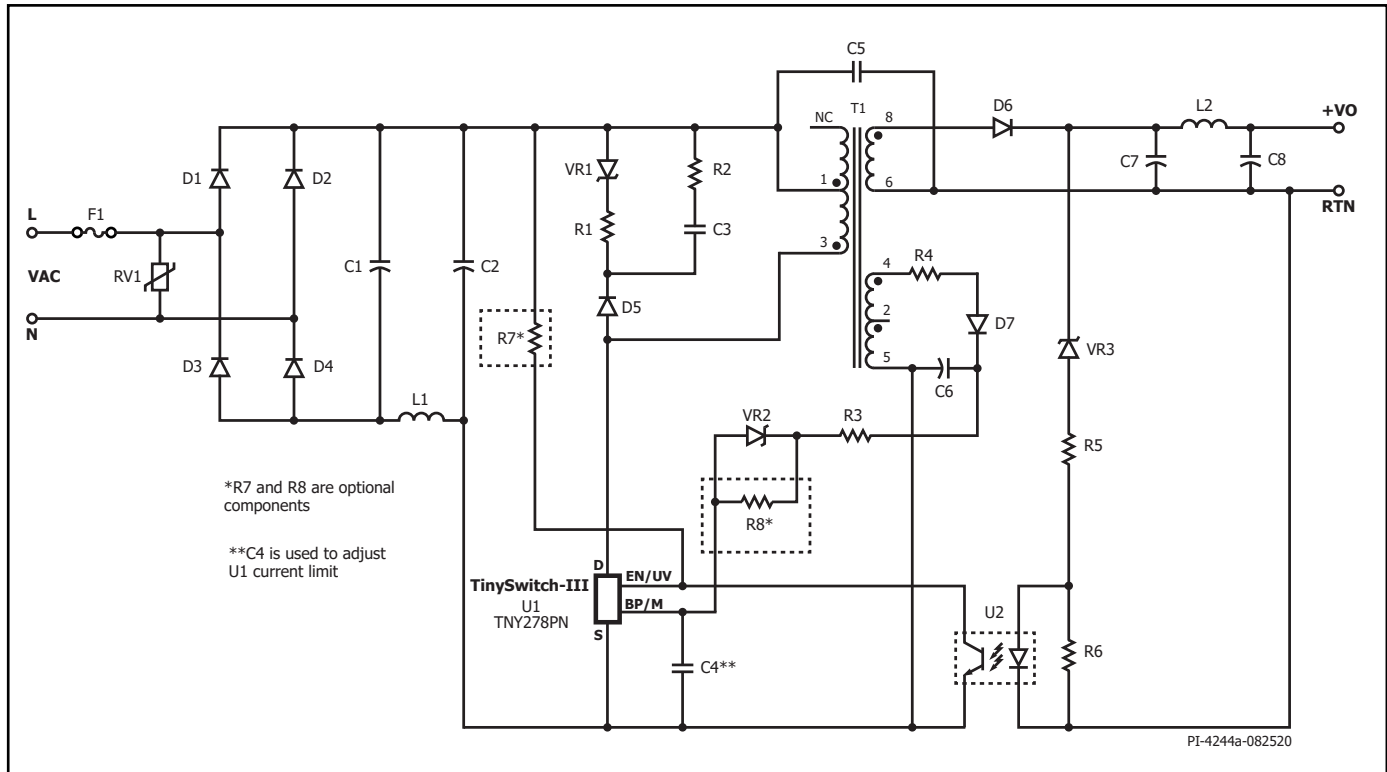 C5
T1
NC
8
D6
L2
+VO
D1
D2
VR1
R2
C7
C8
1
6
RTN
L
F1
R1
C3
3
VAC
RV1
C1
C2
4
R4
N
D5
2
D7
R7*
D3
D4
5
C6
VR3
L1
VR2
R3
R5
*R7 and R8 are optional
components
R8*
**C4 is used to adjust
U1 current limit
D
TinySwitch-III
EN/UV
U1
BP/M
TNY278PN
S
U2
C4**
R6
PI-4244a-082520